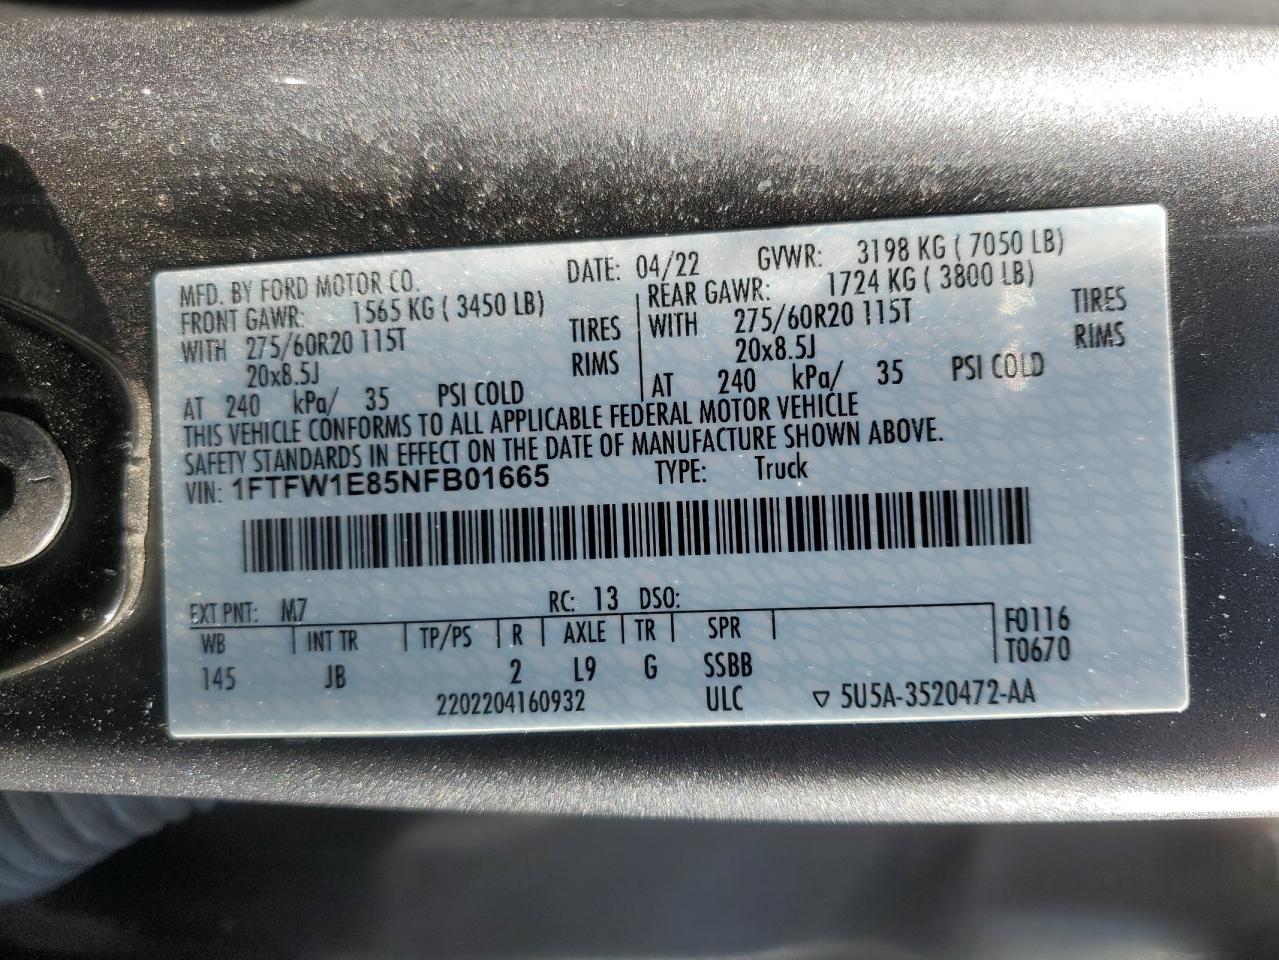 MFD. BY FORD MOTOR CO. DATE: 04/22 GVWR: 3198 KG ( 7050 LB)
FRONT GAWR: 1565 KG ( 3450 LB) REAR GAWR: 1724 KG ( 3800 LB)
WITH 275/60R20 115T TIRES WITH 275/60R20 115T TIRES
20x8.5J RIMS 20x8.5J RIMS
AT 240 kPa/ 35 PSI COLD AT 240 kPa/ 35 PSI COLD
THIS VEHICLE CONFORMS TO ALL APPLICABLE FEDERAL MOTOR VEHICLE
SAFETY STANDARDS IN EFFECT ON THE DATE OF MANUFACTURE SHOWN ABOVE.
VIN: 1FTFW1E85NFB01665 TYPE: Truck
EXT PNT: M7 RC: 13 DSO:
WB INT TR TP/PS R AXLE TR SPR F0116
145 JB 2 L9 G SSBB T0670
2202204160932 ULC ▽ 5U5A-3520472-AA